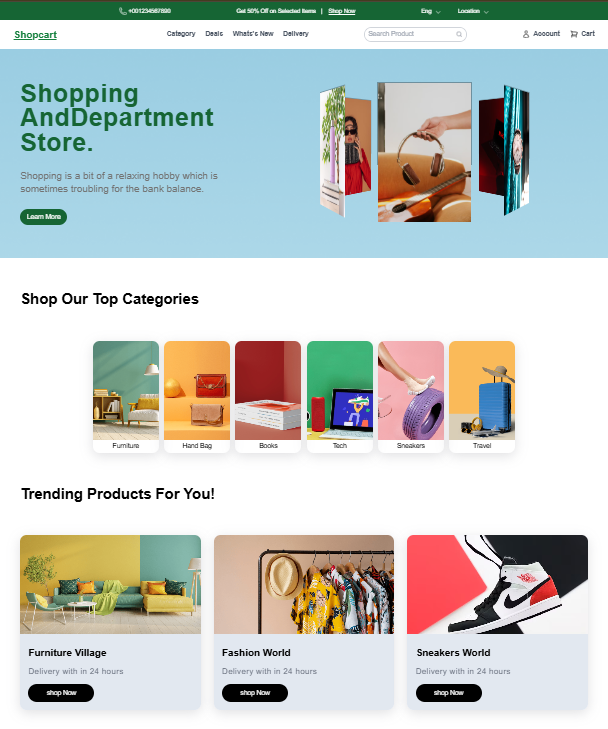 +001234567890
Get 50% Off on Selected Items | Shop Now
Eng
Location
Shopcart
Category
Deals
Whats's New
Delivery
Search Product
Account
Cart
Shopping
AndDepartment
Store.
Shopping is a bit of a relaxing hobby which is
sometimes troubling for the bank balance.
Learn More
Shop Our Top Categories
Furniture
Hand Bag
Books
Tech
Sneakers
Travel
Trending Products For You!
Furniture Village
Delivery with in 24 hours
shop Now
Fashion World
Delivery with in 24 hours
shop Now
Sneakers World
Delivery with in 24 hours
shop Now